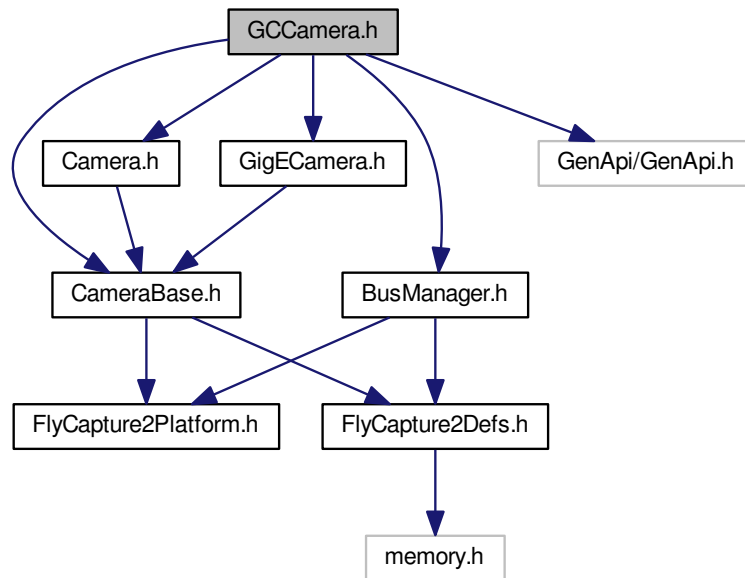 GCCamera.h
Camera.h
GigECamera.h
GenApi/GenApi.h
CameraBase.h
BusManager.h
FlyCapture2Platform.h
FlyCapture2Defs.h
memory.h